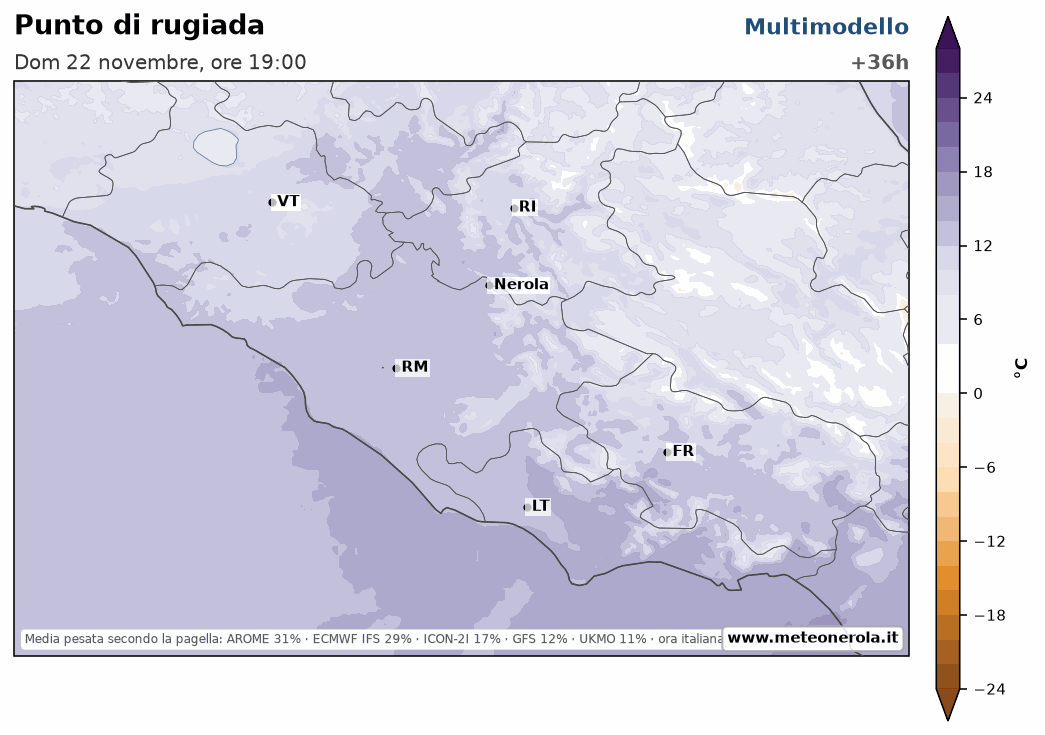 Punto di rugiada
Multimodello
Dom 22 novembre, ore 19:00
+36h
24
18
VT
RI
12
Nerola
6
RM
°C
0
FR
−6
LT
−12
−18
Media pesata secondo la pagella: AROME 31% · ECMWF IFS 29% · ICON-2I 17% · GFS 12% · UKMO 11% · ora italiana
www.meteonerola.it
−24